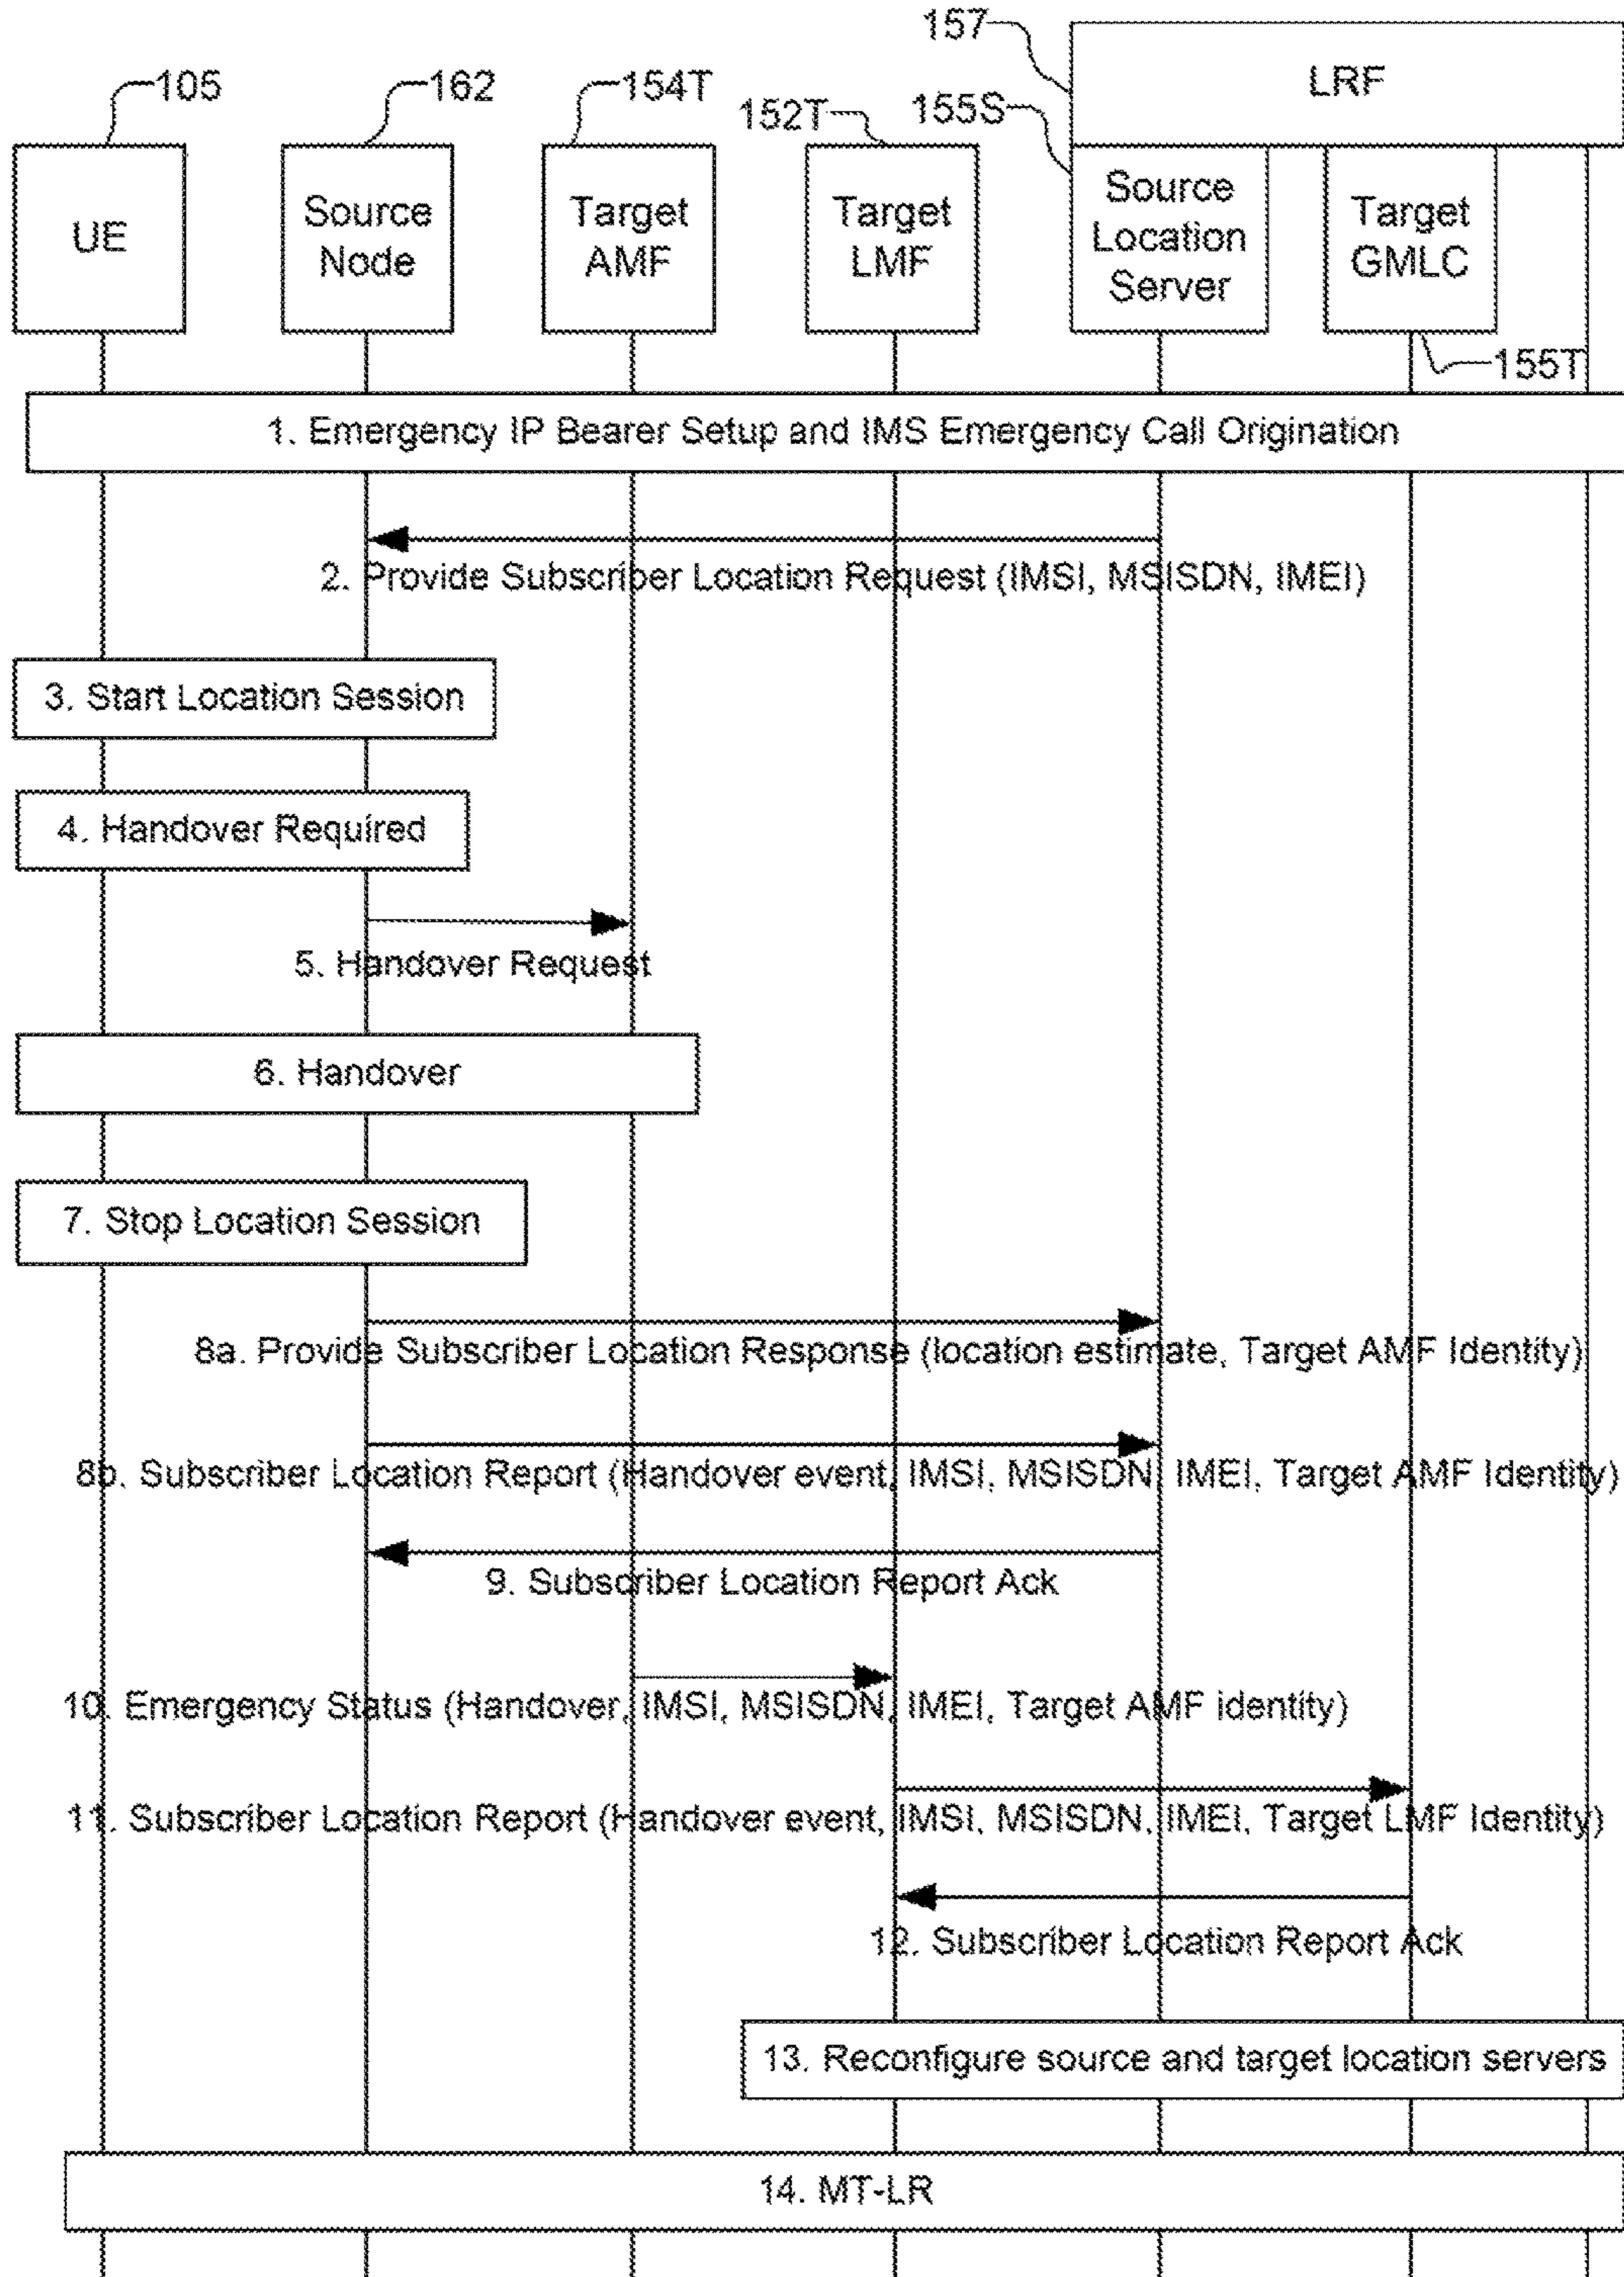 157
LRF
105
162
154T
152T
155S
UE
Source
Node
Target
AMF
Target
LMF
Source
Location
Server
Target
GMLC
155T
1. Emergency IP Bearer Setup and IMS Emergency Call Origination
2. Provide Subscriber Location Request (IMSI, MSISDN, IMEI)
3. Start Location Session
4. Handover Required
5. Handover Request
6. Handover
7. Stop Location Session
8a. Provide Subscriber Location Response (location estimate, Target AMF Identity)
8b. Subscriber Location Report (Handover event, IMSI, MSISDN, IMEI, Target AMF Identity)
9. Subscriber Location Report Ack
10. Emergency Status (Handover, IMSI, MSISDN, IMEI, Target AMF identity)
11. Subscriber Location Report (Handover event, IMSI, MSISDN, IMEI, Target LMF Identity)
12. Subscriber Location Report Ack
13. Reconfigure source and target location servers
14. MT-LR